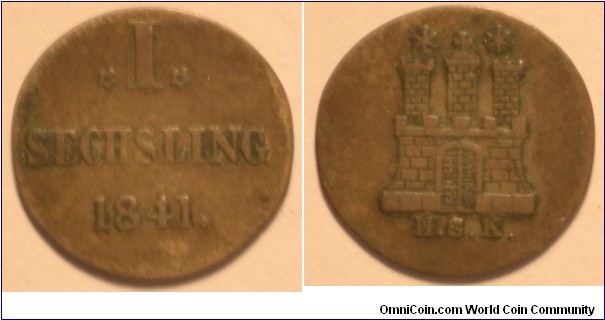 *I*
SECHSLING
1841.
H.S.K.
OmniCoin.com World Coin Community